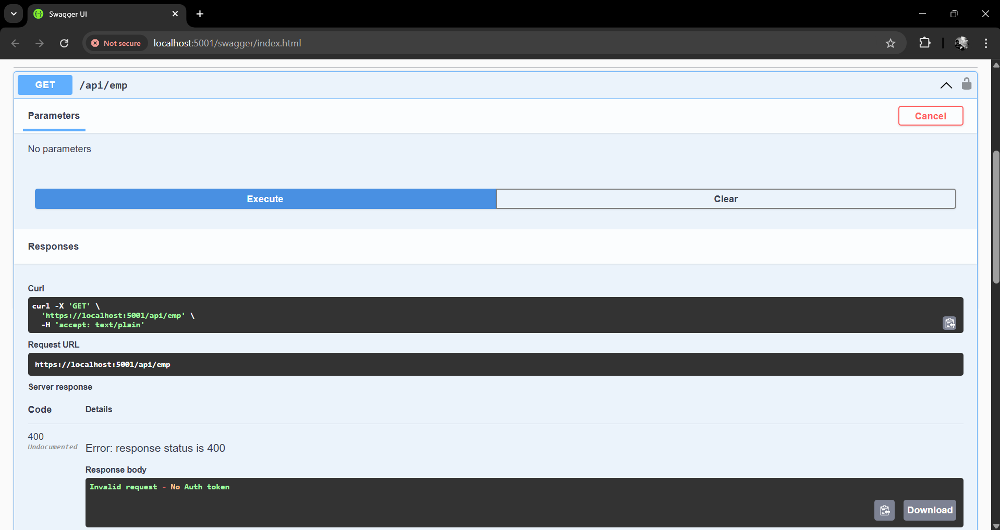 Swagger UI
Not secure
localhost:5001/swagger/index.html
GET /api/emp
Parameters
Cancel
No parameters
Execute
Clear
Responses
Curl
curl -X 'GET' \
'https://localhost:5001/api/emp' \
-H 'accept: text/plain'
Request URL
https://localhost:5001/api/emp
Server response
Code Details
400
Undocumented
Error: response status is 400
Response body
Invalid request - No Auth token
Download